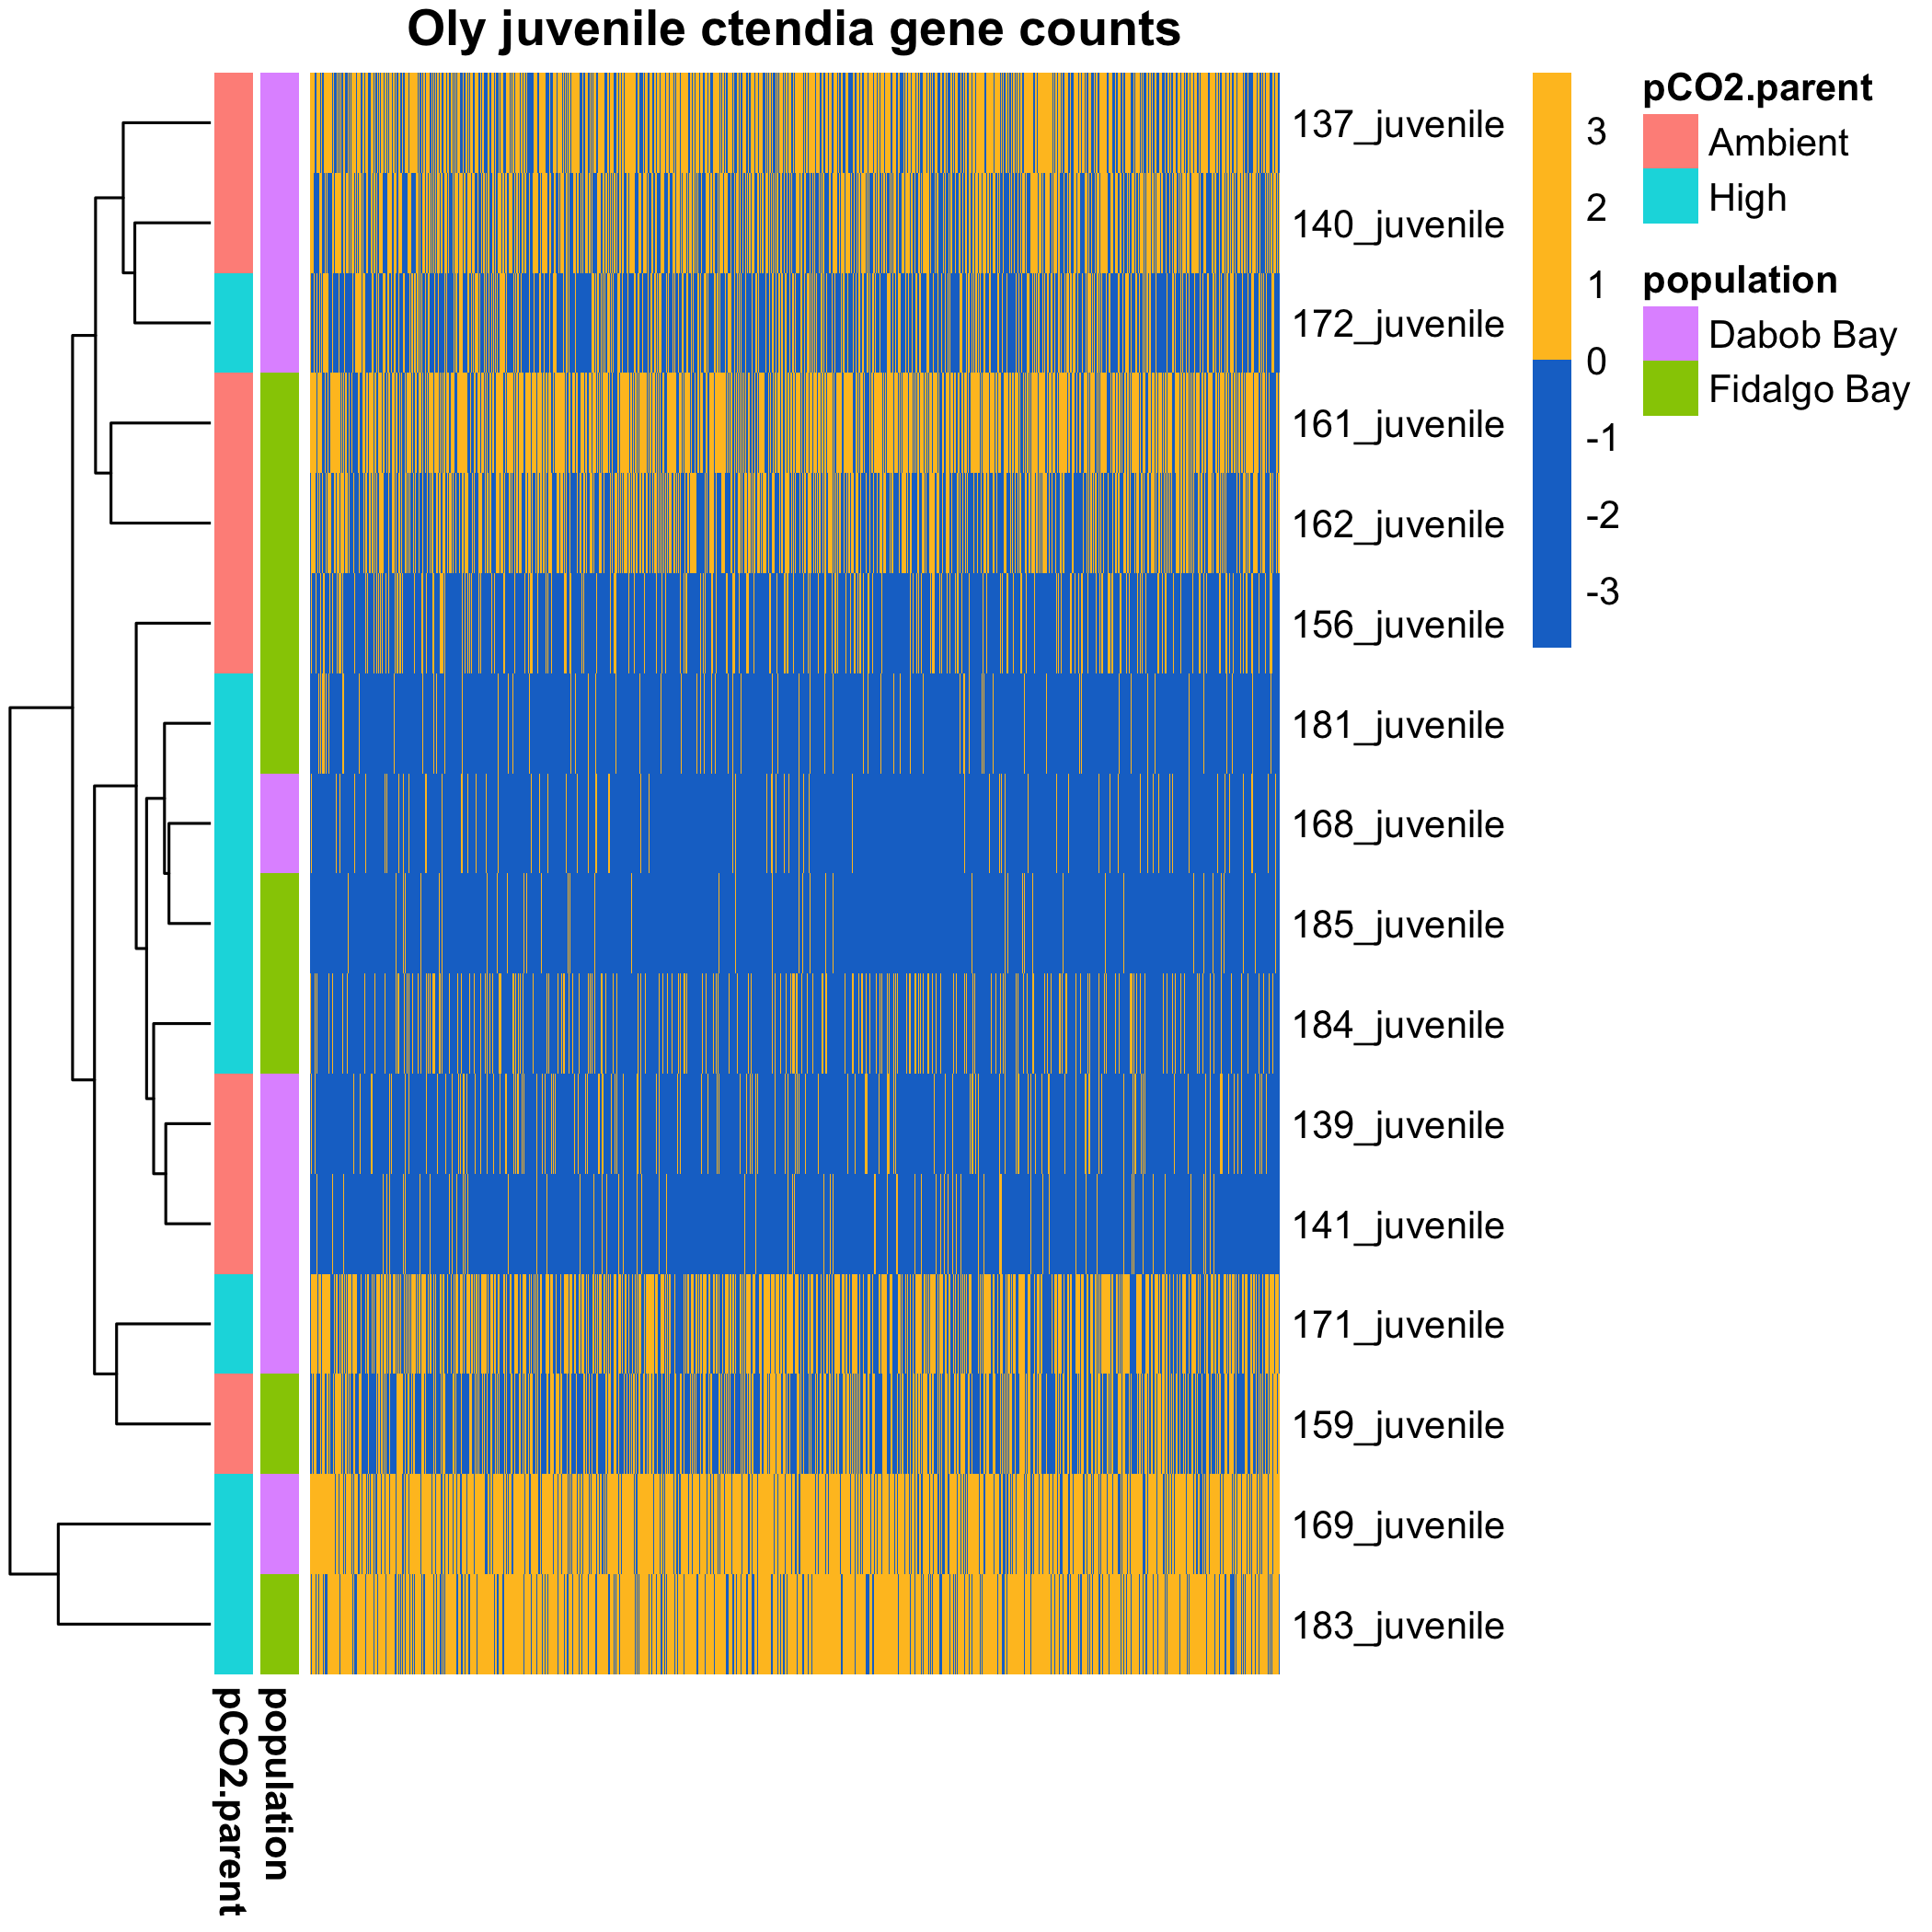 Oly juvenile ctendia gene counts
137_juvenile
140_juvenile
172_juvenile
161_juvenile
162_juvenile
156_juvenile
181_juvenile
168_juvenile
185_juvenile
184_juvenile
139_juvenile
141_juvenile
171_juvenile
159_juvenile
169_juvenile
183_juvenile
3
2
1
0
-1
-2
-3
pCO2.parent
Ambient
High
population
Dabob Bay
Fidalgo Bay
pCO2.parent
population